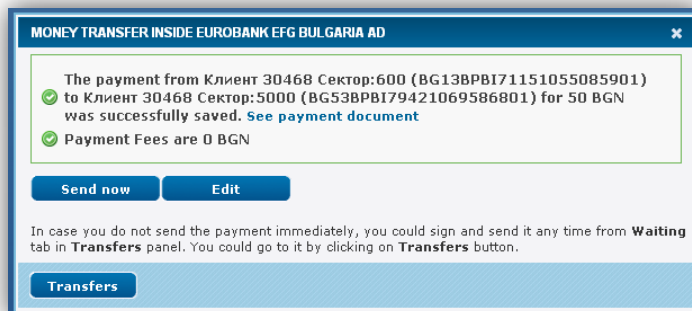 MONEY TRANSFER INSIDE EUROBANK EFG BULGARIA AD
The payment from Клиент 30468 Сектор:600 (BG13BPBI71151055085901)
to Клиент 30468 Сектор:5000 (BG53BPBI79421069586801) for 50 BGN
was successfully saved. See payment document
Payment Fees are 0 BGN
Send now Edit
In case you do not send the payment immediately, you could sign and send it any time from Waiting
tab in Transfers panel. You could go to it by clicking on Transfers button.
Transfers